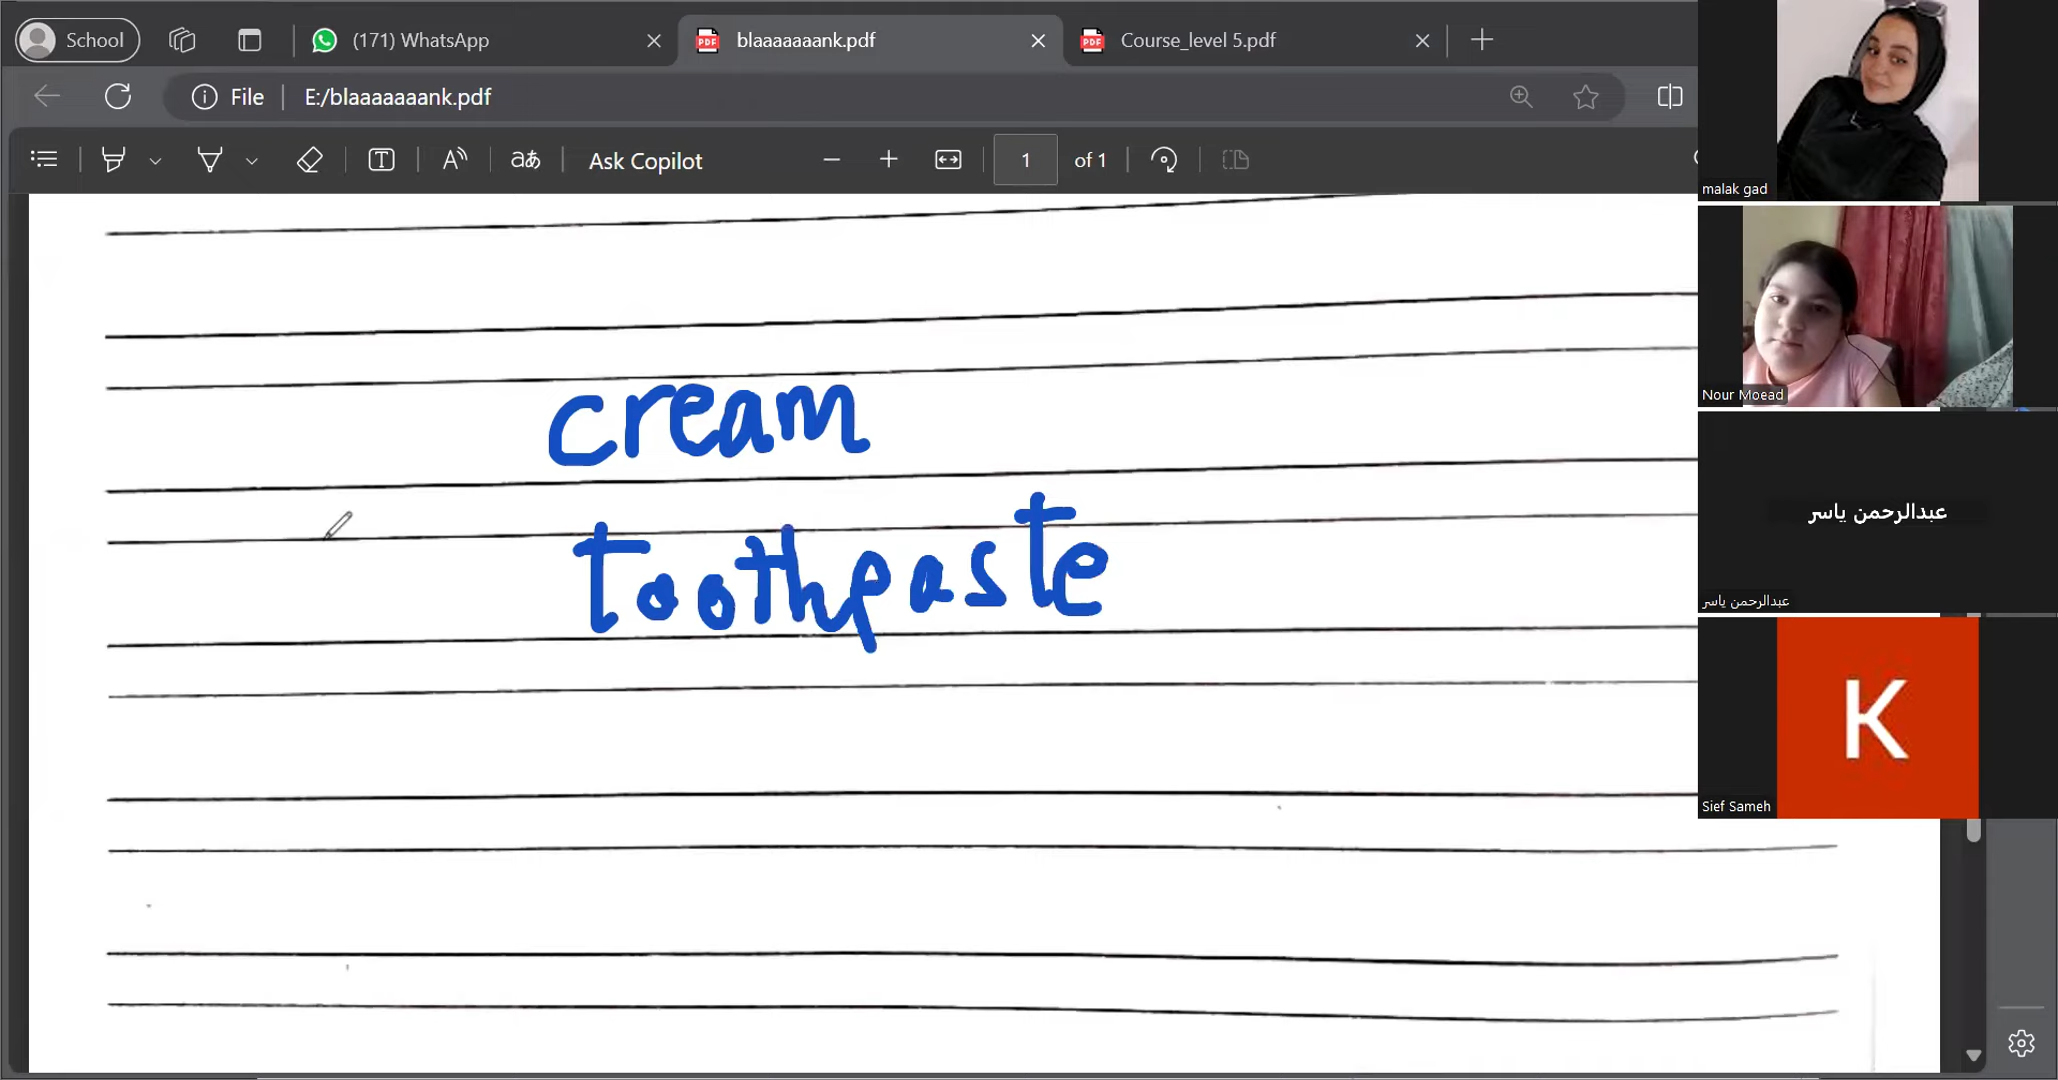 School
(171) WhatsApp
blaaaaaaank.pdf
Course_level 5.pdf
File
E:/blaaaaaaank.pdf
Ask Copilot
1 of 1
cream
toothpaste
malak gad
Nour Moead
عبدالرحمن ياسر
عبدالرحمن ياسر
K
Sief Sameh